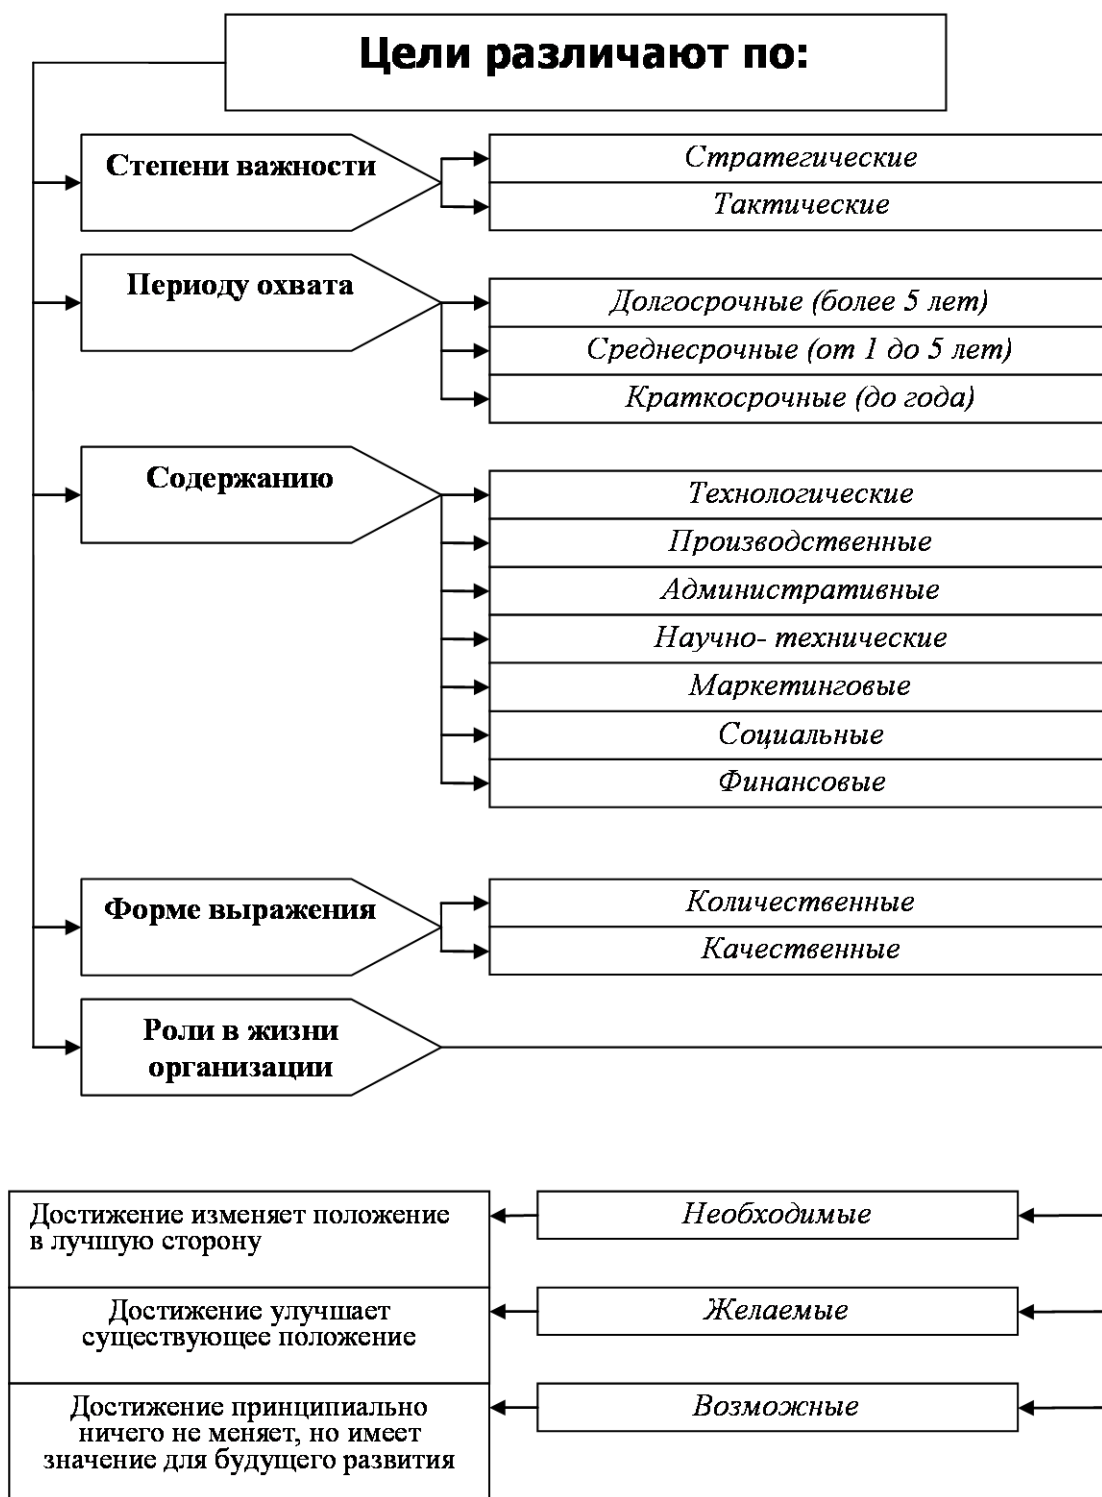 Цели различают по:
Степени важности
Стратегические
Тактические
Периоду охвата
Долгосрочные (более 5 лет)
Среднесрочные (от 1 до 5 лет)
Краткосрочные (до года)
Содержанию
Технологические
Производственные
Административные
Научно- технические
Маркетинговые
Социальные
Финансовые
Форме выражения
Количественные
Качественные
Роли в жизни
организации
Необходимые
Достижение изменяет положение
в лучшую сторону
Желаемые
Достижение улучшает
существующее положение
Возможные
Достижение принципиально
ничего не меняет, но имеет
значение для будущего развития